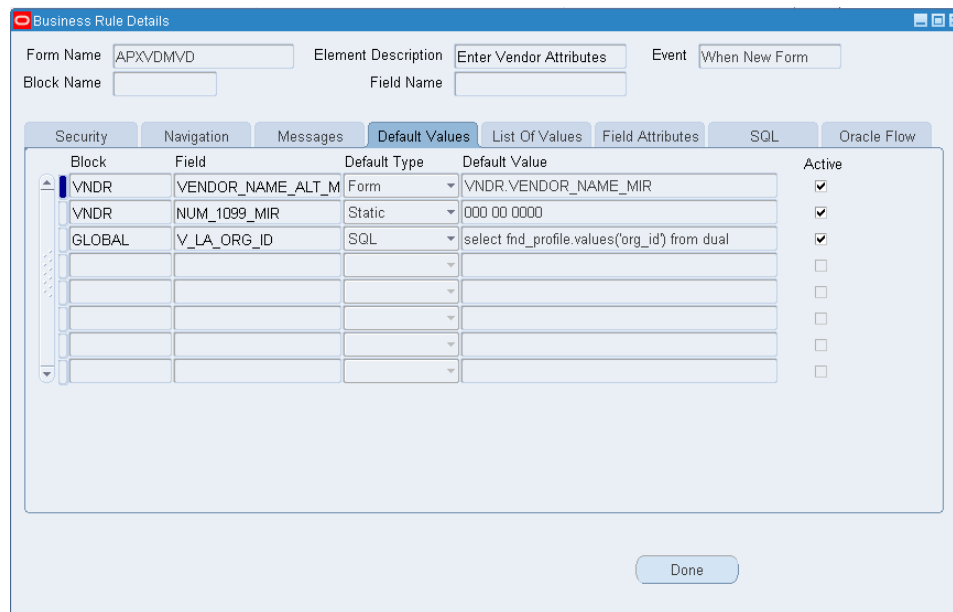 Business Rule Details
Form Name APXVDMVD Element Description Enter Vendor Attributes Event When New Form
Block Name Field Name
Security Navigation Messages Default Values List Of Values Field Attributes SQL Oracle Flow
Block Field Default Type Default Value Active
VNDR VENDOR_NAME_ALT_M Form VNDR.VENDOR_NAME_MIR
VNDR NUM_1099_MIR Static 000 00 0000
GLOBAL V_LA_ORG_ID SQL select fnd_profile.values('org_id') from dual
Done